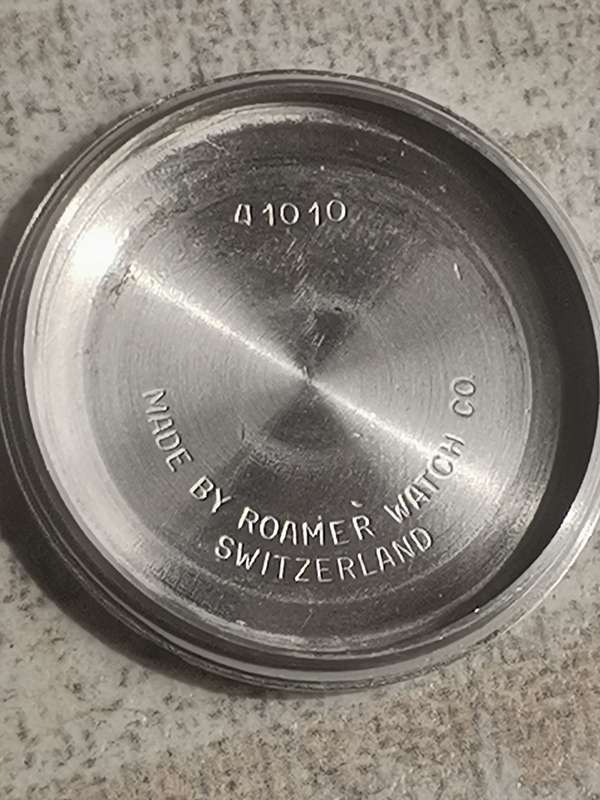 41010
MADE BY ROAMER WATCH CO.
SWITZERLAND